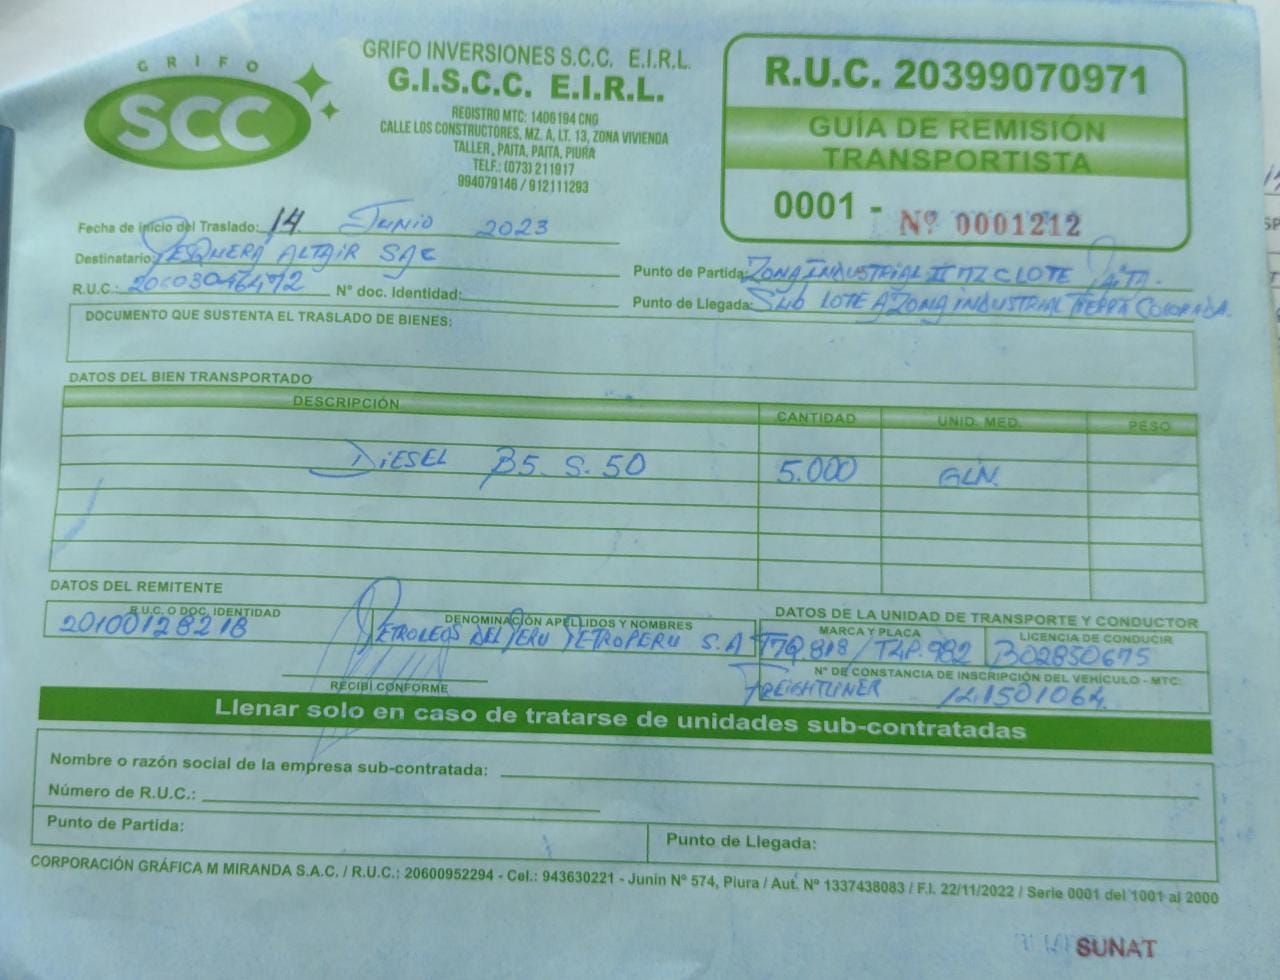 GRIFO
SCC
GRIFO INVERSIONES S.C.C. E.I.R.L.
G.I.S.C.C. E.I.R.L.
REGISTRO MTC: 1406194 CNG
CALLE LOS CONSTRUCTORES, MZ. A, LT. 13, ZONA VIVIENDA
TALLER, PAITA, PAITA, PIURA
TELF.: (073) 211917
994079146 / 912111293
R.U.C. 20399070971
GUÍA DE REMISIÓN
TRANSPORTISTA
0001 - Nº 0001212
Fecha de inicio del Traslado: 14 Junio 2023
Destinatario: PESQUERA ALTAIR SAC
R.U.C.: N° doc. Identidad:
Punto de Partida: ZONA INDUSTRIAL II MZ C LOTE PAITA.
Punto de Llegada: SUB LOTE A ZONA INDUSTRIAL TIERRA COLORADA.
DOCUMENTO QUE SUSTENTA EL TRASLADO DE BIENES:
DATOS DEL BIEN TRANSPORTADO
DESCRIPCIÓN CANTIDAD UNID. MED. PESO
DIESEL B5. S. 50 5.000 GLN.
DATOS DEL REMITENTE
R.U.C. O DOC. IDENTIDAD DENOMINACIÓN APELLIDOS Y NOMBRES
20100128218 PETROLEOS DEL PERU PETROPERU S.A
RECIBI CONFORME
DATOS DE LA UNIDAD DE TRANSPORTE Y CONDUCTOR
MARCA Y PLACA LICENCIA DE CONDUCIR
T7Q.818 / T4P.982 B02850675
N° DE CONSTANCIA DE INSCRIPCIÓN DEL VEHÍCULO - MTC:
FREIGHTLINER
Llenar solo en caso de tratarse de unidades sub-contratadas
Nombre o razón social de la empresa sub-contratada:
Número de R.U.C.:
Punto de Partida: Punto de Llegada:
CORPORACIÓN GRÁFICA M MIRANDA S.A.C. / R.U.C.: 20600952294 - Cel.: 943630221 - Junín Nº 574, Piura / Aut. Nº 1337438083 / F.I. 22/11/2022 / Serie 0001 del 1001 al 2000
SUNAT